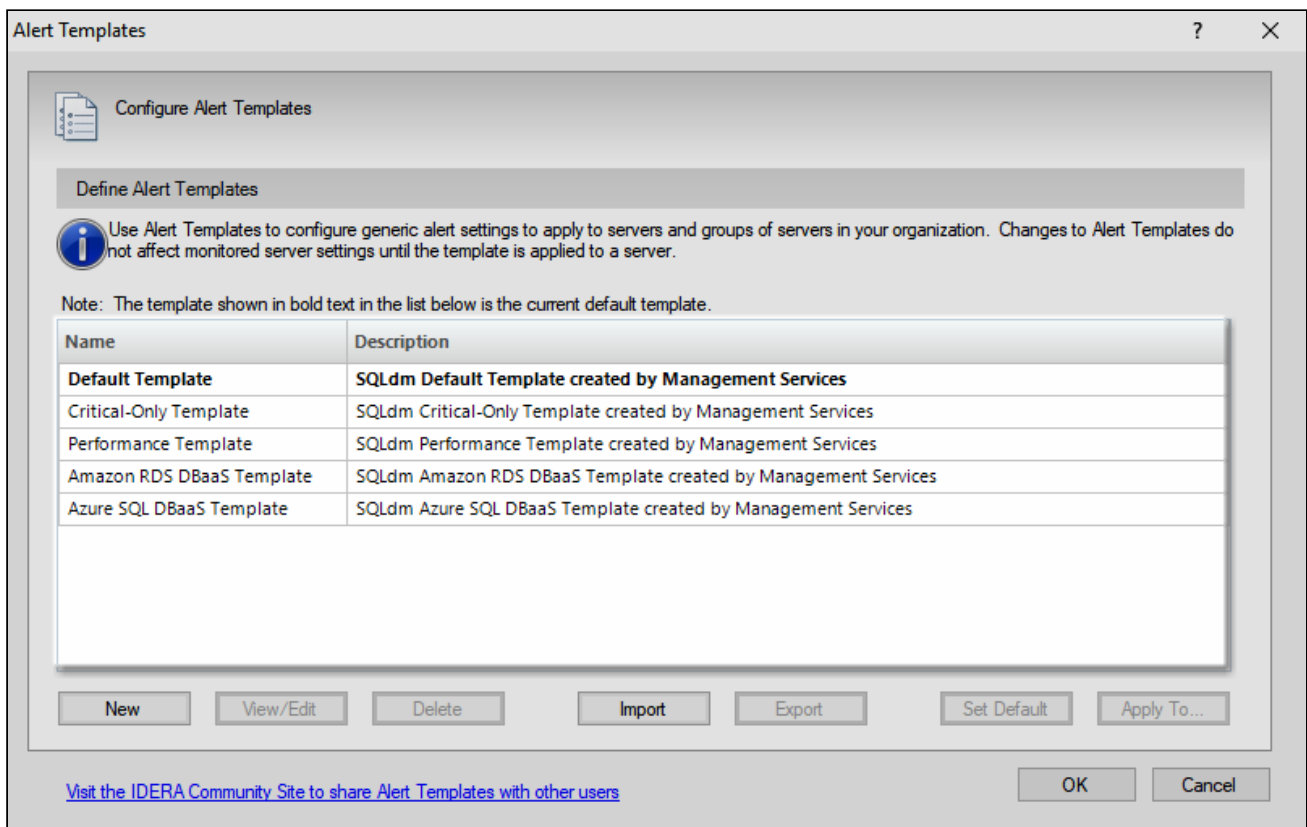 Alert Templates ? ✕
Configure Alert Templates
Define Alert Templates
Use Alert Templates to configure generic alert settings to apply to servers and groups of servers in your organization. Changes to Alert Templates do
not affect monitored server settings until the template is applied to a server.
Note: The template shown in bold text in the list below is the current default template.
Name Description
Default Template SQLdm Default Template created by Management Services
Critical-Only Template SQLdm Critical-Only Template created by Management Services
Performance Template SQLdm Performance Template created by Management Services
Amazon RDS DBaaS Template SQLdm Amazon RDS DBaaS Template created by Management Services
Azure SQL DBaaS Template SQLdm Azure SQL DBaaS Template created by Management Services
New View/Edit Delete Import Export Set Default Apply To...
Visit the IDERA Community Site to share Alert Templates with other users
OK Cancel